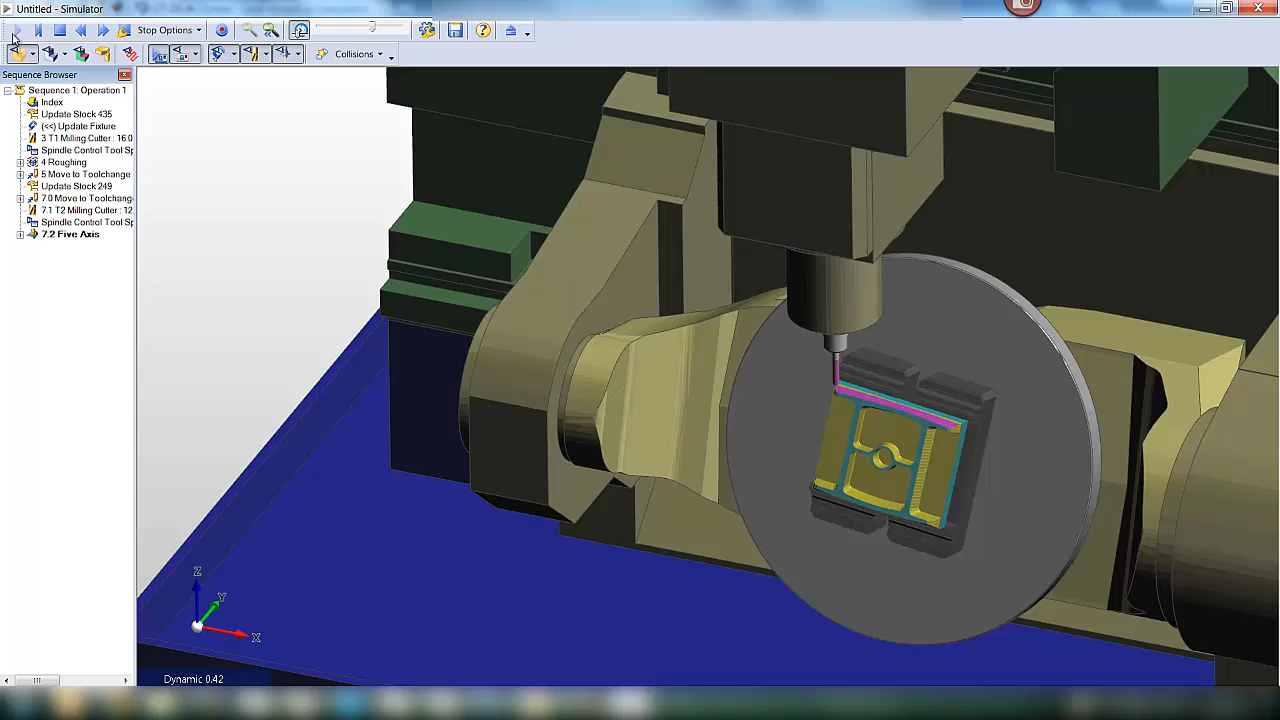 Untitled - Simulator
Stop Options
Collisions
Sequence Browser
Sequence 1: Operation 1
Index
Update Stock 435
(<<) Update Fixture
3 T1 Milling Cutter : 16.0
Spindle Control Tool Sp
4 Roughing
5 Move to Toolchange
Update Stock 249
7.0 Move to Toolchang
7.1 T2 Milling Cutter : 12
Spindle Control Tool Sp
7.2 Five Axis
Z
Y
X
Dynamic 0,42